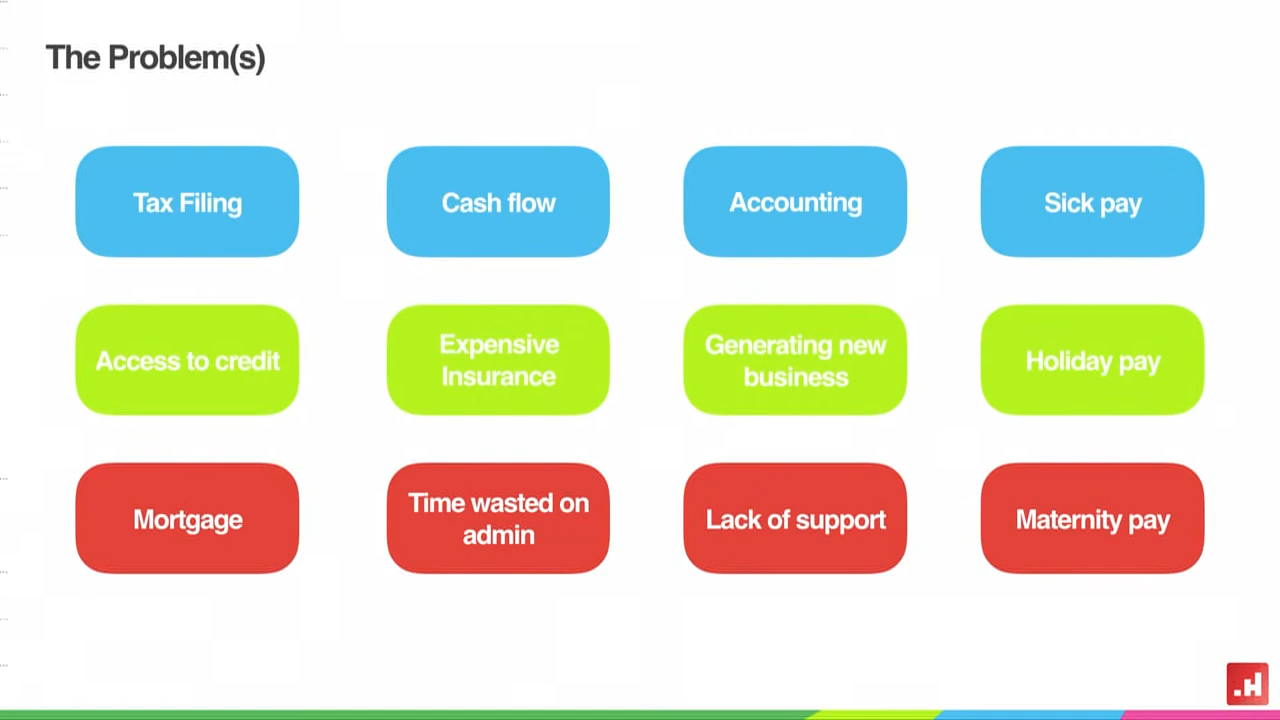 The Problem(s)
Tax Filing
Cash flow
Accounting
Sick pay
Access to credit
Expensive
Insurance
Generating new
business
Holiday pay
Mortgage
Time wasted on
admin
Lack of support
Maternity pay
.H